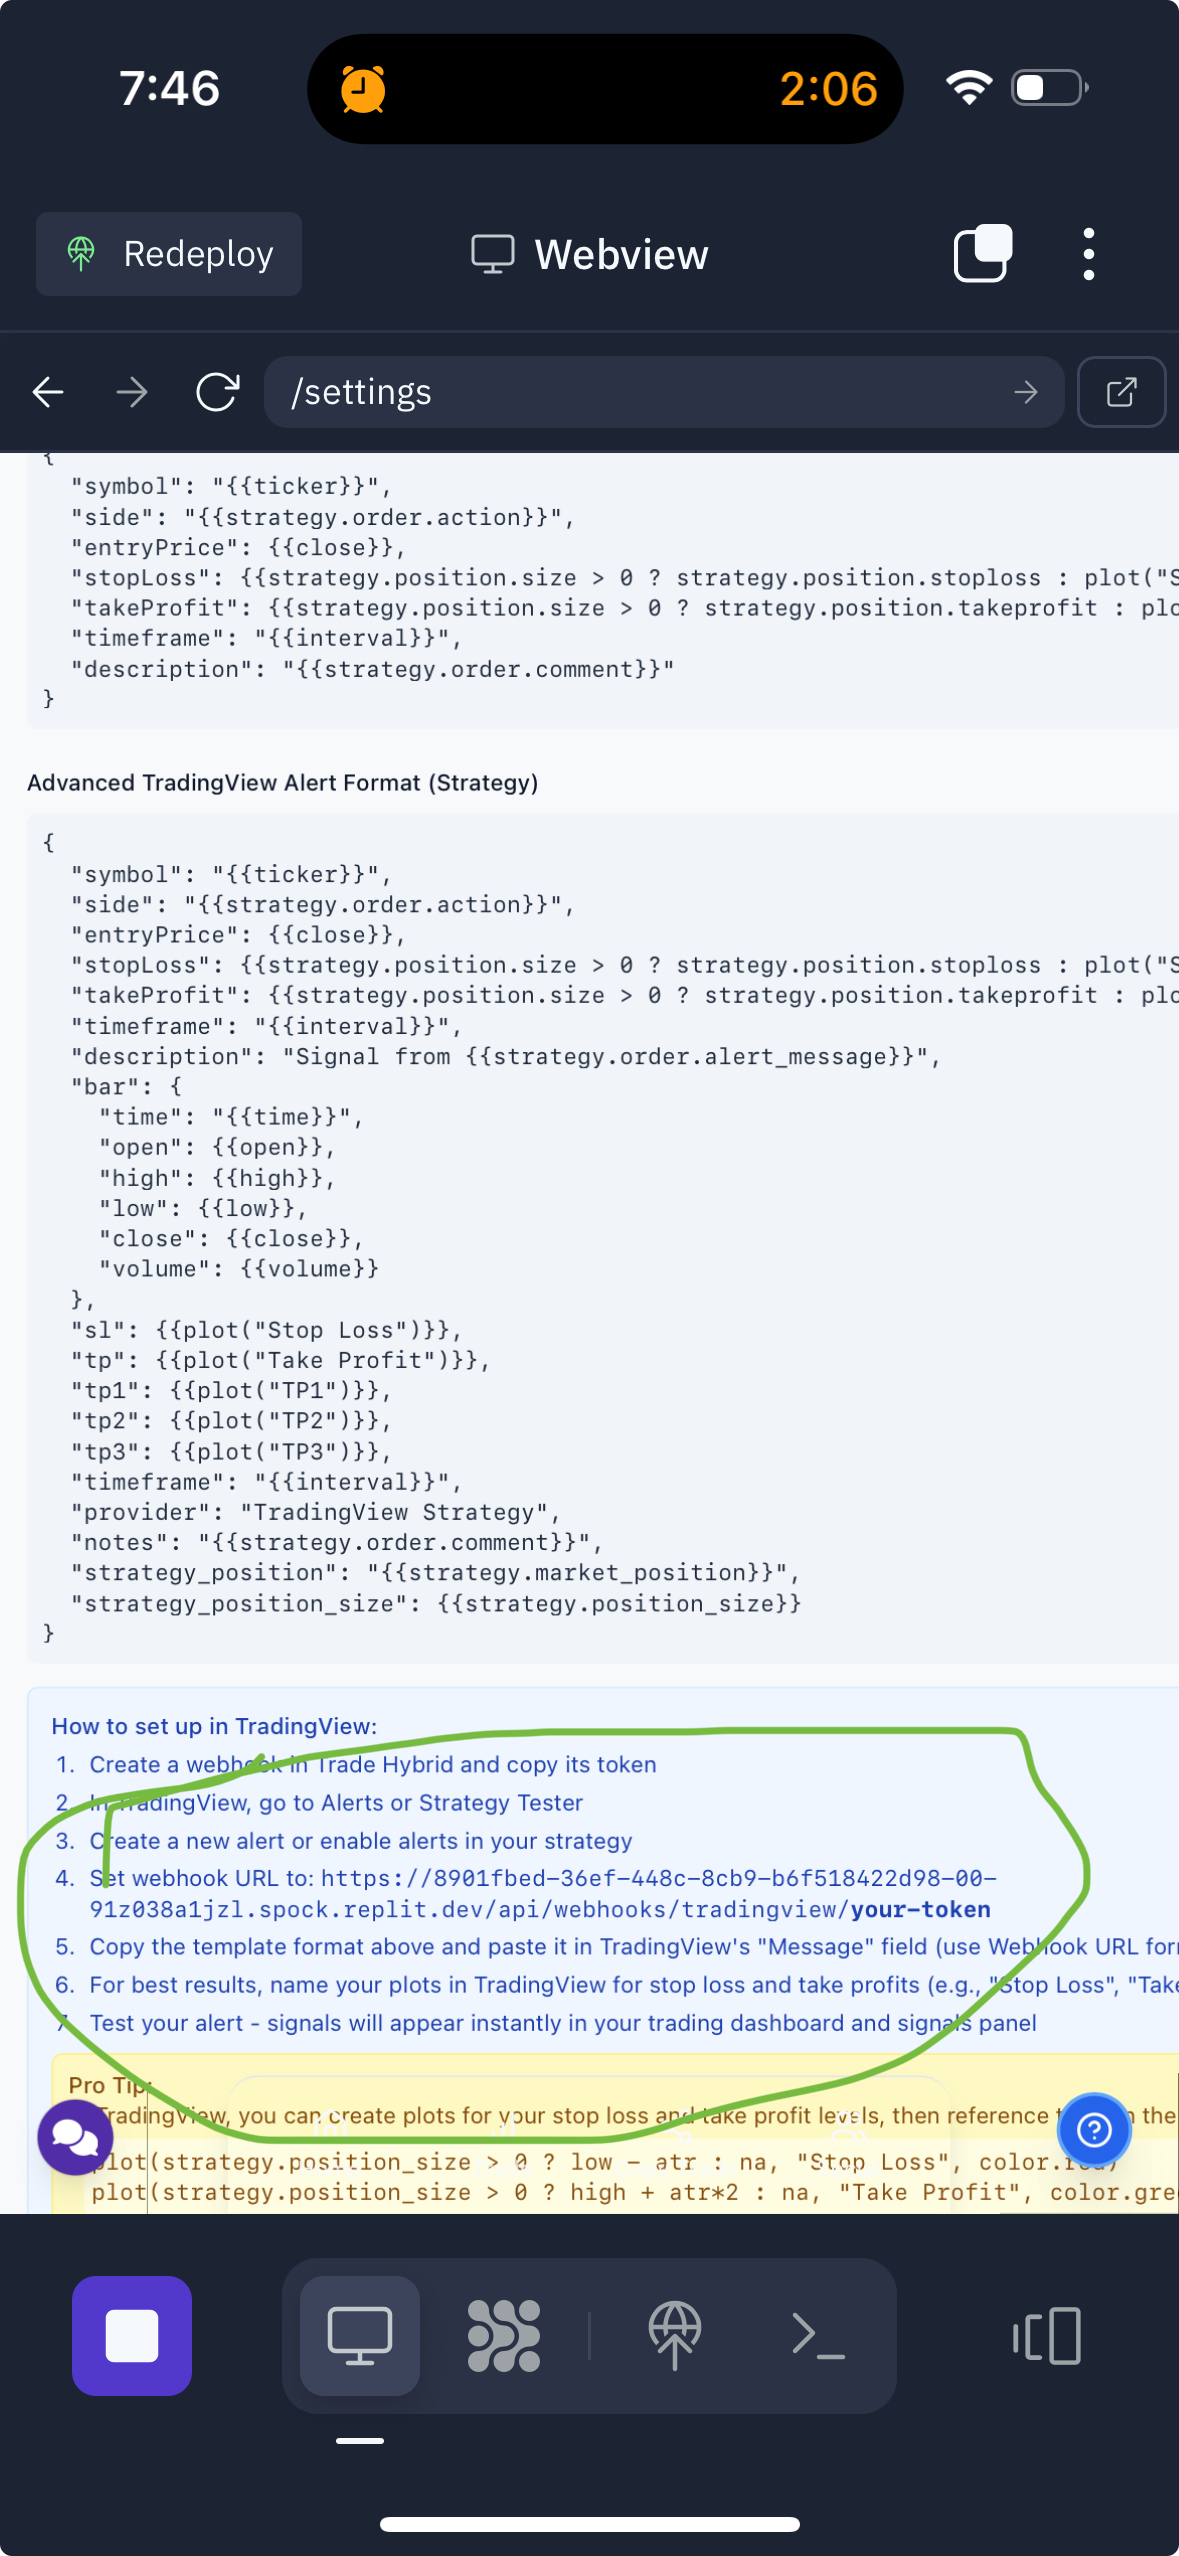 7:46
2:06
Redeploy
Webview
/settings
{
"symbol": "{{ticker}}",
"side": "{{strategy.order.action}}",
"entryPrice": {{close}},
"stopLoss": {{strategy.position.size > 0 ? strategy.position.stoploss : plot("S
"takeProfit": {{strategy.position.size > 0 ? strategy.position.takeprofit : plo
"timeframe": "{{interval}}",
"description": "{{strategy.order.comment}}"
}
Advanced TradingView Alert Format (Strategy)
{
"symbol": "{{ticker}}",
"side": "{{strategy.order.action}}",
"entryPrice": {{close}},
"stopLoss": {{strategy.position.size > 0 ? strategy.position.stoploss : plot("S
"takeProfit": {{strategy.position.size > 0 ? strategy.position.takeprofit : plo
"timeframe": "{{interval}}",
"description": "Signal from {{strategy.order.alert_message}}",
"bar": {
"time": "{{time}}",
"open": {{open}},
"high": {{high}},
"low": {{low}},
"close": {{close}},
"volume": {{volume}}
},
"sl": {{plot("Stop Loss")}},
"tp": {{plot("Take Profit")}},
"tp1": {{plot("TP1")}},
"tp2": {{plot("TP2")}},
"tp3": {{plot("TP3")}},
"timeframe": "{{interval}}",
"provider": "TradingView Strategy",
"notes": "{{strategy.order.comment}}",
"strategy_position": "{{strategy.market_position}}",
"strategy_position_size": {{strategy.position_size}}
}
How to set up in TradingView:
1. Create a webhook in Trade Hybrid and copy its token
2. In TradingView, go to Alerts or Strategy Tester
3. Create a new alert or enable alerts in your strategy
4. Set webhook URL to: https://8901fbed-36ef-448c-8cb9-b6f518422d98-00-
91z038a1jzl.spock.replit.dev/api/webhooks/tradingview/your-token
5. Copy the template format above and paste it in TradingView's "Message" field (use Webhook URL for
6. For best results, name your plots in TradingView for stop loss and take profits (e.g., "Stop Loss", "Take
7. Test your alert - signals will appear instantly in your trading dashboard and signals panel
Pro Tip:
TradingView, you can create plots for your stop loss and take profit levels, then reference the
plot(strategy.position_size > 0 ? low - atr : na, "Stop Loss", color.red)
plot(strategy.position_size > 0 ? high + atr*2 : na, "Take Profit", color.gre